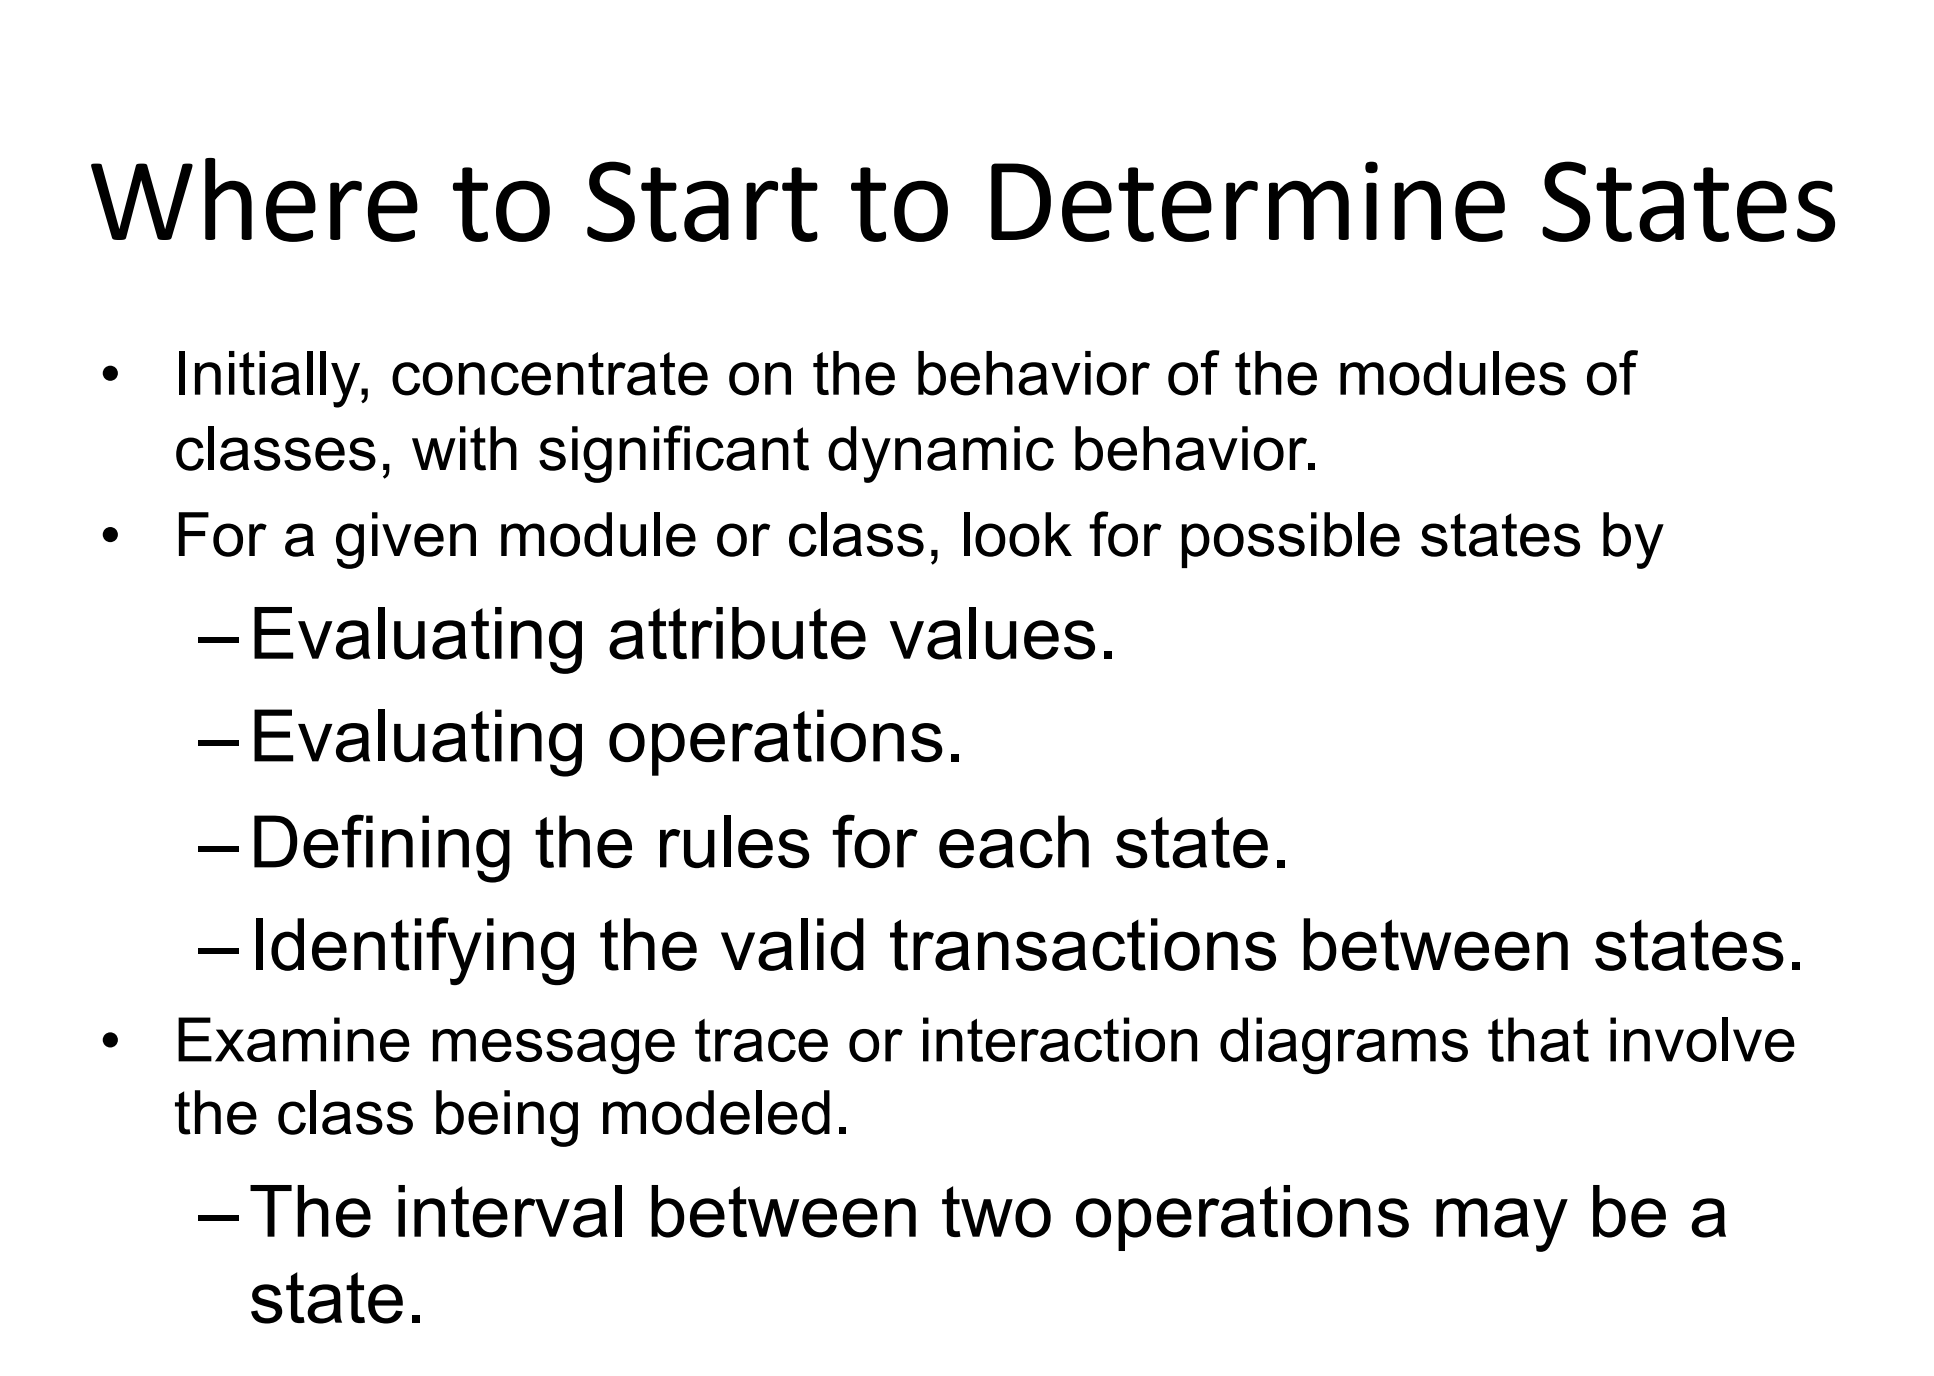 Where to Start to Determine States
• Initially, concentrate on the behavior of the modules of
classes, with significant dynamic behavior.
• For a given module or class, look for possible states by
– Evaluating attribute values.
– Evaluating operations.
– Defining the rules for each state.
– Identifying the valid transactions between states.
• Examine message trace or interaction diagrams that involve
the class being modeled.
– The interval between two operations may be a
state.